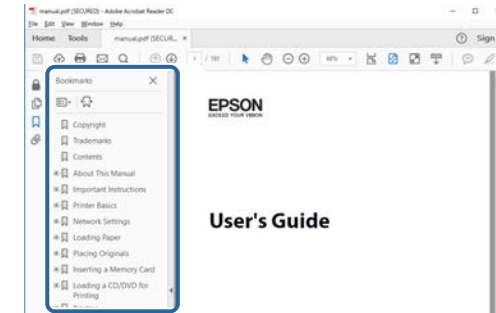 manual.pdf (SECURED) - Adobe Acrobat Reader DC
File Edit View Window Help
Home Tools manual.pdf (SECUR... × Sign
Bookmarks
EPSON
EXCEED YOUR VISION
Copyright
Trademarks
Contents
About This Manual
Important Instructions
Printer Basics
User's Guide
Network Settings
Loading Paper
Placing Originals
Inserting a Memory Card
Loading a CD/DVD for
Printing